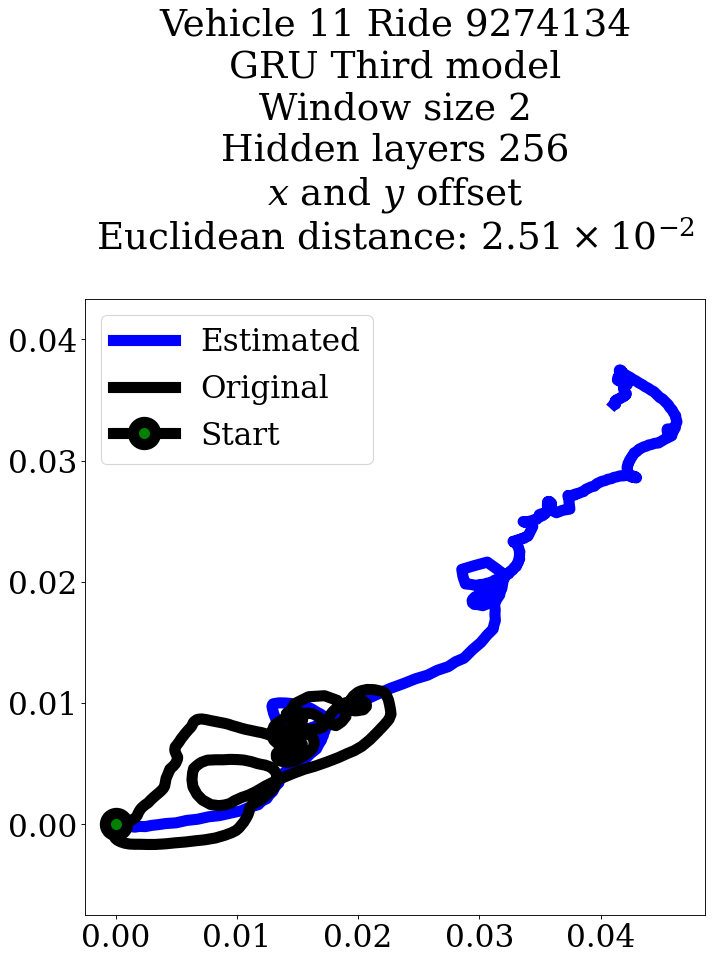 Vehicle 11 Ride 9274134
GRU Third model
Window size 2
Hidden layers 256
x and y offset
Euclidean distance: 2.51 × 10⁻²
Estimated
Original
Start
0.04
0.03
0.02
0.01
0.00
0.00 0.01 0.02 0.03 0.04